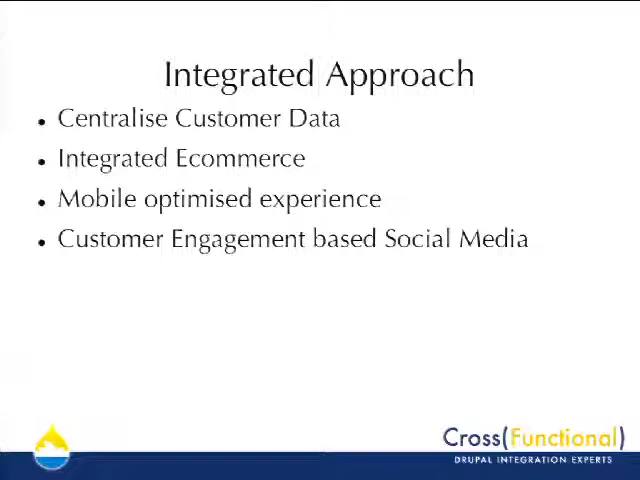 Integrated Approach
• Centralise Customer Data
• Integrated Ecommerce
• Mobile optimised experience
• Customer Engagement based Social Media
Cross(Functional)
DRUPAL INTEGRATION EXPERTS